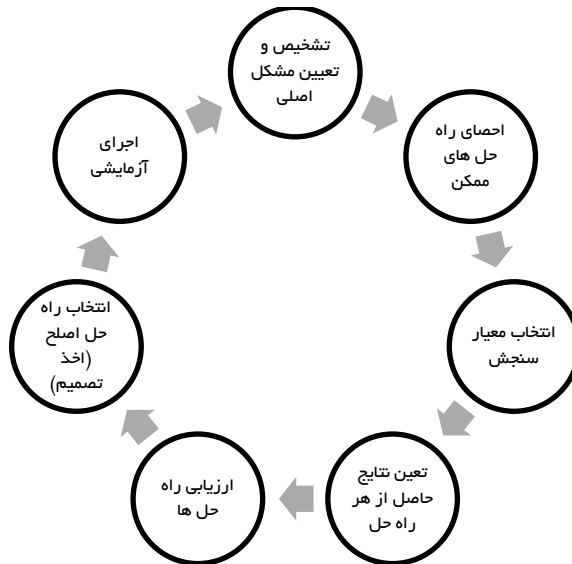 تشخیص و
تعیین مشکل
اصلی
احصای راه
حل های
ممکن
انتخاب معیار
سنجش
تعین نتایج
حاصل از هر
راه حل
ارزیابی راه
حل ها
انتخاب راه
حل اصلح
(اخذ
تصمیم)
اجرای
آزمایشی